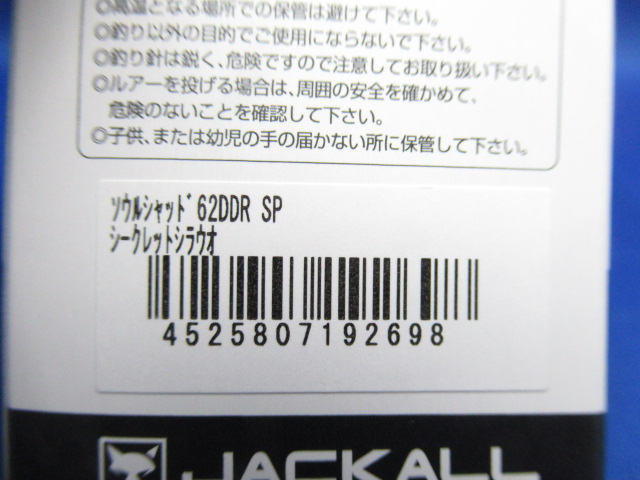 ◎高温となる場所での保管は避けて下さい。
◎釣り以外の目的でご使用にならないで下さい。
◎釣り針は鋭く、危険ですので注意してお取り扱い下さい。
◎ルアーを投げる場合は、周囲の安全を確かめて、
危険のないことを確認して下さい。
◎子供、または幼児の手の届かない所に保管して下さい。
ｿｳﾙｼｬｯﾄﾞ62DDR SP
ｼｰｸﾚｯﾄｼﾗｳｵ
4525807192698
JACKALL